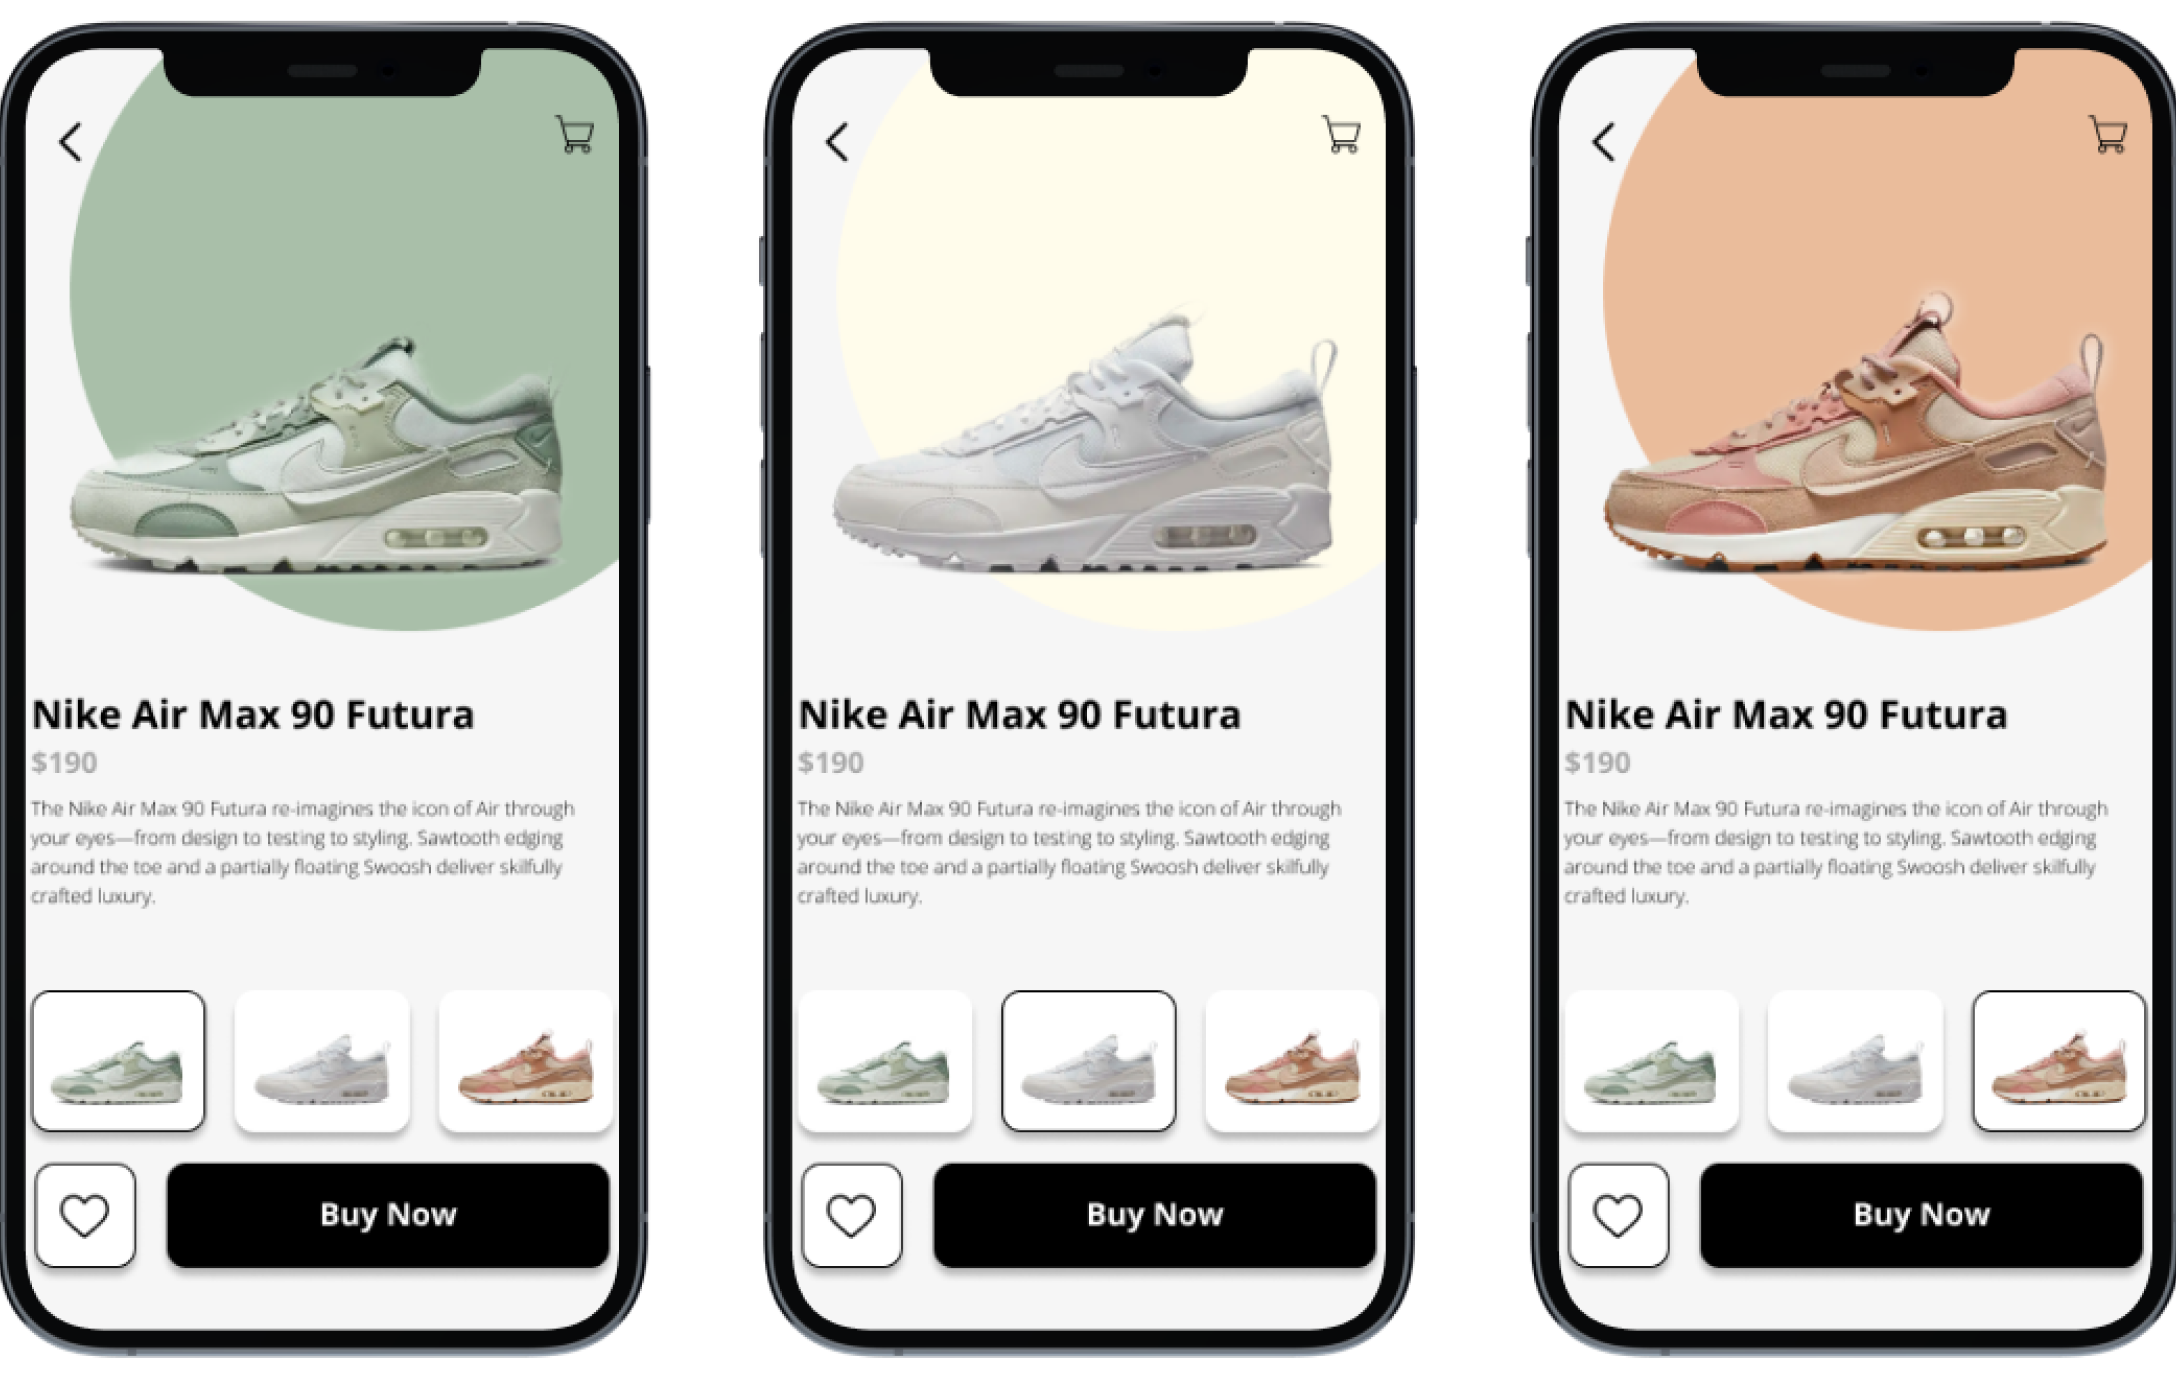 Nike Air Max 90 Futura
$190
The Nike Air Max 90 Futura re-imagines the icon of Air through
your eyes—from design to testing to styling. Sawtooth edging
around the toe and a partially floating Swoosh deliver skilfully
crafted luxury.
Buy Now
Nike Air Max 90 Futura
$190
The Nike Air Max 90 Futura re-imagines the icon of Air through
your eyes—from design to testing to styling. Sawtooth edging
around the toe and a partially floating Swoosh deliver skilfully
crafted luxury.
Buy Now
Nike Air Max 90 Futura
$190
The Nike Air Max 90 Futura re-imagines the icon of Air through
your eyes—from design to testing to styling. Sawtooth edging
around the toe and a partially floating Swoosh deliver skilfully
crafted luxury.
Buy Now